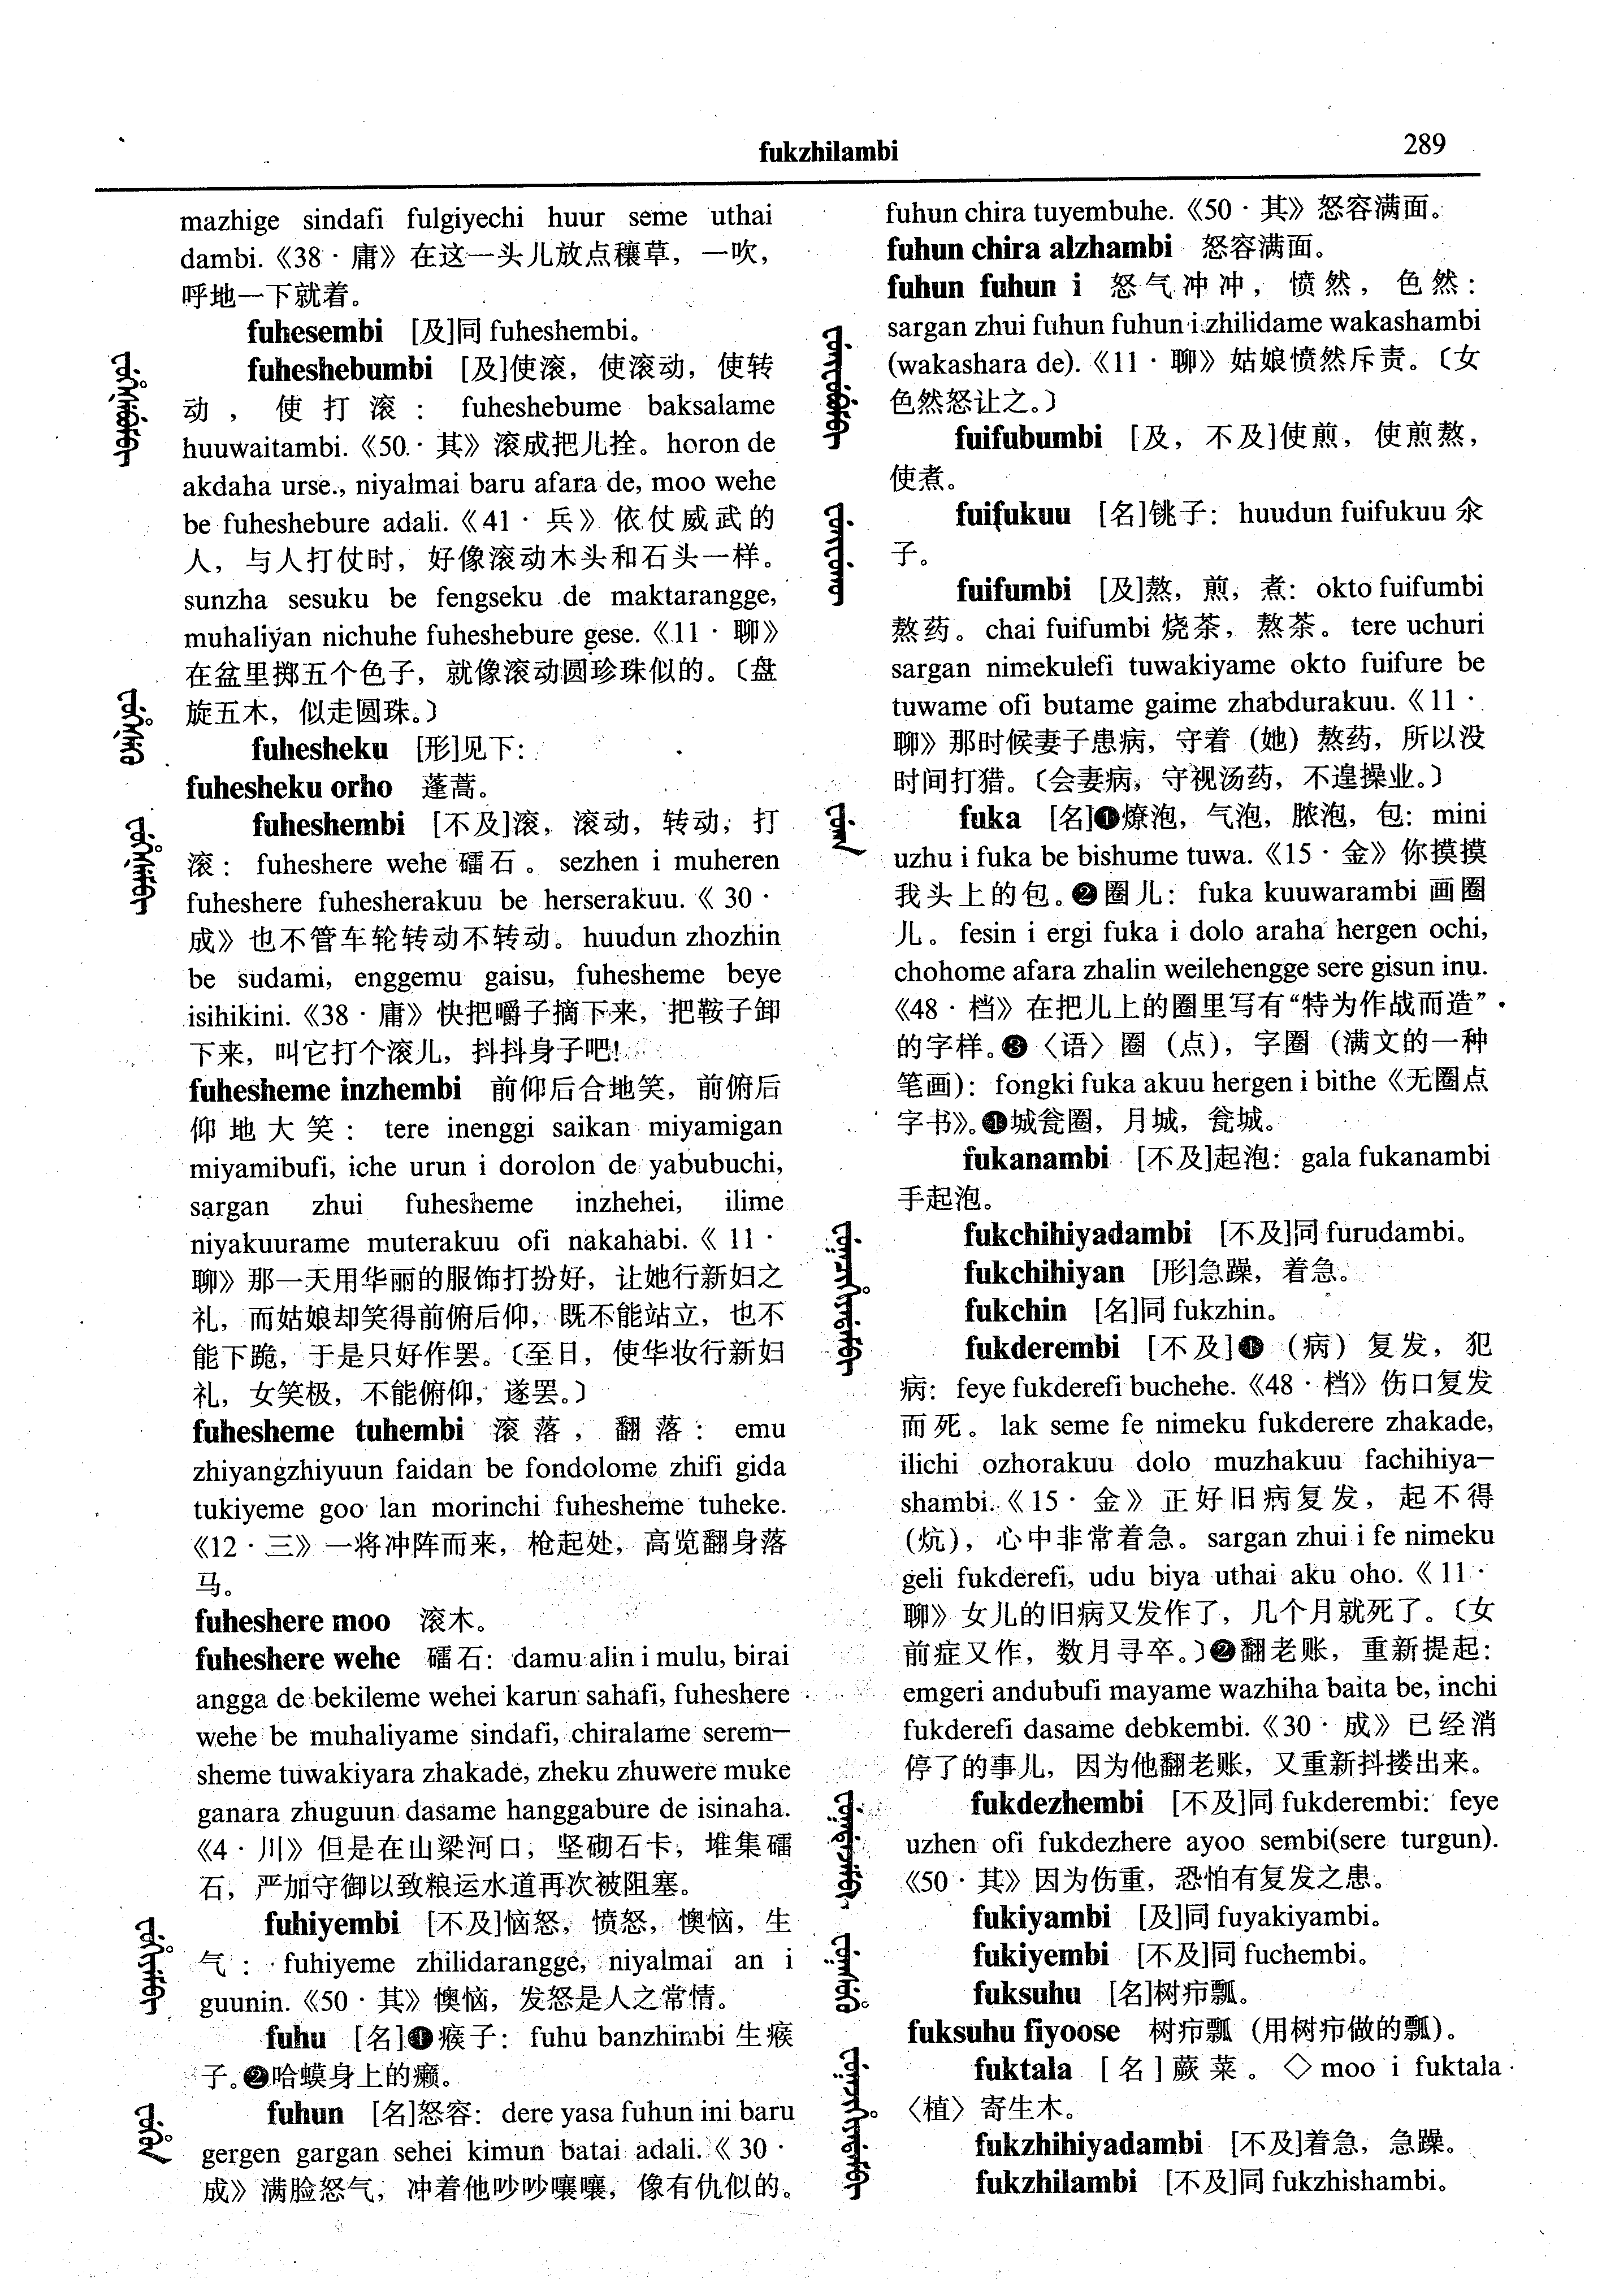 fukzhilambi
289
mazhige sindafi fulgiyechi huur seme uthai
dambi.《38 · 庸》在这一头儿放点穰草，一吹，
呼地一下就着。
fuhesembi [及]同 fuheshembi。
fuheshebumbi [及]使滚，使滚动，使转
动，使打滚：fuheshebume baksalame
huuwaitambi.《50 · 其》滚成把儿拴。horon de
akdaha urse., niyalmai baru afara de, moo wehe
be fuheshebure adali.《41 · 兵》依仗威武的
人，与人打仗时，好像滚动木头和石头一样。
sunzha sesuku be fengseku de maktarangge,
muhaliyan nichuhe fuheshebure gese.《11 · 聊》
在盆里掷五个色子，就像滚动圆珍珠似的。〔盘
旋五木，似走圆珠。〕
fuhesheku [形]见下：
fuhesheku orho 蓬蒿。
fuheshembi [不及]滚，滚动，转动；打
滚：fuheshere wehe 礌石。sezhen i muheren
fuheshere fuhesherakuu be herserakuu.《30 ·
成》也不管车轮转动不转动。huudun zhozhin
be sudami, enggemu gaisu, fuhesheme beye
isihikini.《38 · 庸》快把嚼子摘下来，把鞍子卸
下来，叫它打个滚儿，抖抖身子吧!
fuhesheme inzhembi 前仰后合地笑，前俯后
仰地大笑：tere inenggi saikan miyamigan
miyamibufi, iche urun i dorolon de yabubuchi,
sargan zhui fuhesheme inzhehei, ilime
niyakuurame muterakuu ofi nakahabi.《11 ·
聊》那一天用华丽的服饰打扮好，让她行新妇之
礼，而姑娘却笑得前俯后仰，既不能站立，也不
能下跪，于是只好作罢。〔至日，使华妆行新妇
礼，女笑极，不能俯仰，遂罢。〕
fuhesheme tuhembi 滚落，翻落：emu
zhiyangzhiyuun faidan be fondolome zhifi gida
tukiyeme goo lan morinchi fuhesheme tuheke.
《12 · 三》一将冲阵而来，枪起处，高览翻身落
马。
fuheshere moo 滚木。
fuheshere wehe 礌石：damu alin i mulu, birai
angga de bekileme wehei karun sahafi, fuheshere
wehe be muhaliyame sindafi, chiralame serem—
sheme tuwakiyara zhakade, zheku zhuwere muke
ganara zhuguun dasame hanggabure de isinaha.
《4 · 川》但是在山梁河口，坚砌石卡，堆集礌
石，严加守御以致粮运水道再次被阻塞。
fuhiyembi [不及]恼怒，愤怒，懊恼，生
气：fuhiyeme zhilidarangge, niyalmai an i
guunin.《50 · 其》懊恼，发怒是人之常情。
fuhu [名]❶瘊子：fuhu banzhimbi 生瘊
子。❷哈蟆身上的癞。
fuhun [名]怒容：dere yasa fuhun ini baru
gergen gargan sehei kimun batai adali.《30 ·
成》满脸怒气，冲着他吵吵嚷嚷，像有仇似的。
fuhun chira tuyembuhe.《50 · 其》怒容满面。
fuhun chira alzhambi 怒容满面。
fuhun fuhun i 怒气冲冲，愤然，色然：
sargan zhui fuhun fuhun i zhilidame wakashambi
(wakashara de).《11 · 聊》姑娘愤然斥责。〔女
色然怒让之。〕
fuifubumbi [及，不及]使煎，使煎熬，
使煮。
fuifukuu [名]铫子：huudun fuifukuu 汆
子。
fuifumbi [及]熬，煎，煮：okto fuifumbi
熬药。chai fuifumbi 烧茶，熬茶。tere uchuri
sargan nimekulefi tuwakiyame okto fuifure be
tuwame ofi butame gaime zhabdurakuu.《11 ·
聊》那时候妻子患病，守着（她）熬药，所以没
时间打猎。〔会妻病，守视汤药，不遑操业。〕
fuka [名]❶燎泡，气泡，脓泡，包：mini
uzhu i fuka be bishume tuwa.《15 · 金》你摸摸
我头上的包。❷圈儿：fuka kuuwarambi 画圈
儿。fesin i ergi fuka i dolo araha hergen ochi,
chohome afara zhalin weilehengge sere gisun inu.
《48 · 档》在把儿上的圈里写有“特为作战而造”
的字样。❸〈语〉圈（点），字圈（满文的一种
笔画）：fongki fuka akuu hergen i bithe《无圈点
字书》。❹城瓮圈，月城，瓮城。
fukanambi [不及]起泡：gala fukanambi
手起泡。
fukchihiyadambi [不及]同 furudambi。
fukchihiyan [形]急躁，着急。
fukchin [名]同 fukzhin。
fukderembi [不及]❶（病）复发，犯
病：feye fukderefi buchehe.《48 · 档》伤口复发
而死。lak seme fe nimeku fukderere zhakade,
ilichi ozhorakuu dolo muzhakuu fachihiya—
shambi.《15 · 金》正好旧病复发，起不得
(炕)，心中非常着急。sargan zhui i fe nimeku
geli fukderefi, udu biya uthai aku oho.《11 ·
聊》女儿的旧病又发作了，几个月就死了。〔女
前症又作，数月寻卒。〕❷翻老账，重新提起：
emgeri andubufi mayame wazhiha baita be, inchi
fukderefi dasame debkembi.《30 · 成》已经消
停了的事儿，因为他翻老账，又重新抖搂出来。
fukdezhembi [不及]同 fukderembi: feye
uzhen ofi fukdezhere ayoo sembi(sere turgun).
《50 · 其》因为伤重，恐怕有复发之患。
fukiyambi [及]同 fuyakiyambi。
fukiyembi [不及]同 fuchembi。
fuksuhu [名]树疖瓢。
fuksuhu fiyoose 树疖瓢（用树疖做的瓢）。
fuktala [名]蕨菜。◇moo i fuktala
〈植〉寄生木。
fukzhihiyadambi [不及]着急，急躁。
fukzhilambi [不及]同 fukzhishambi。